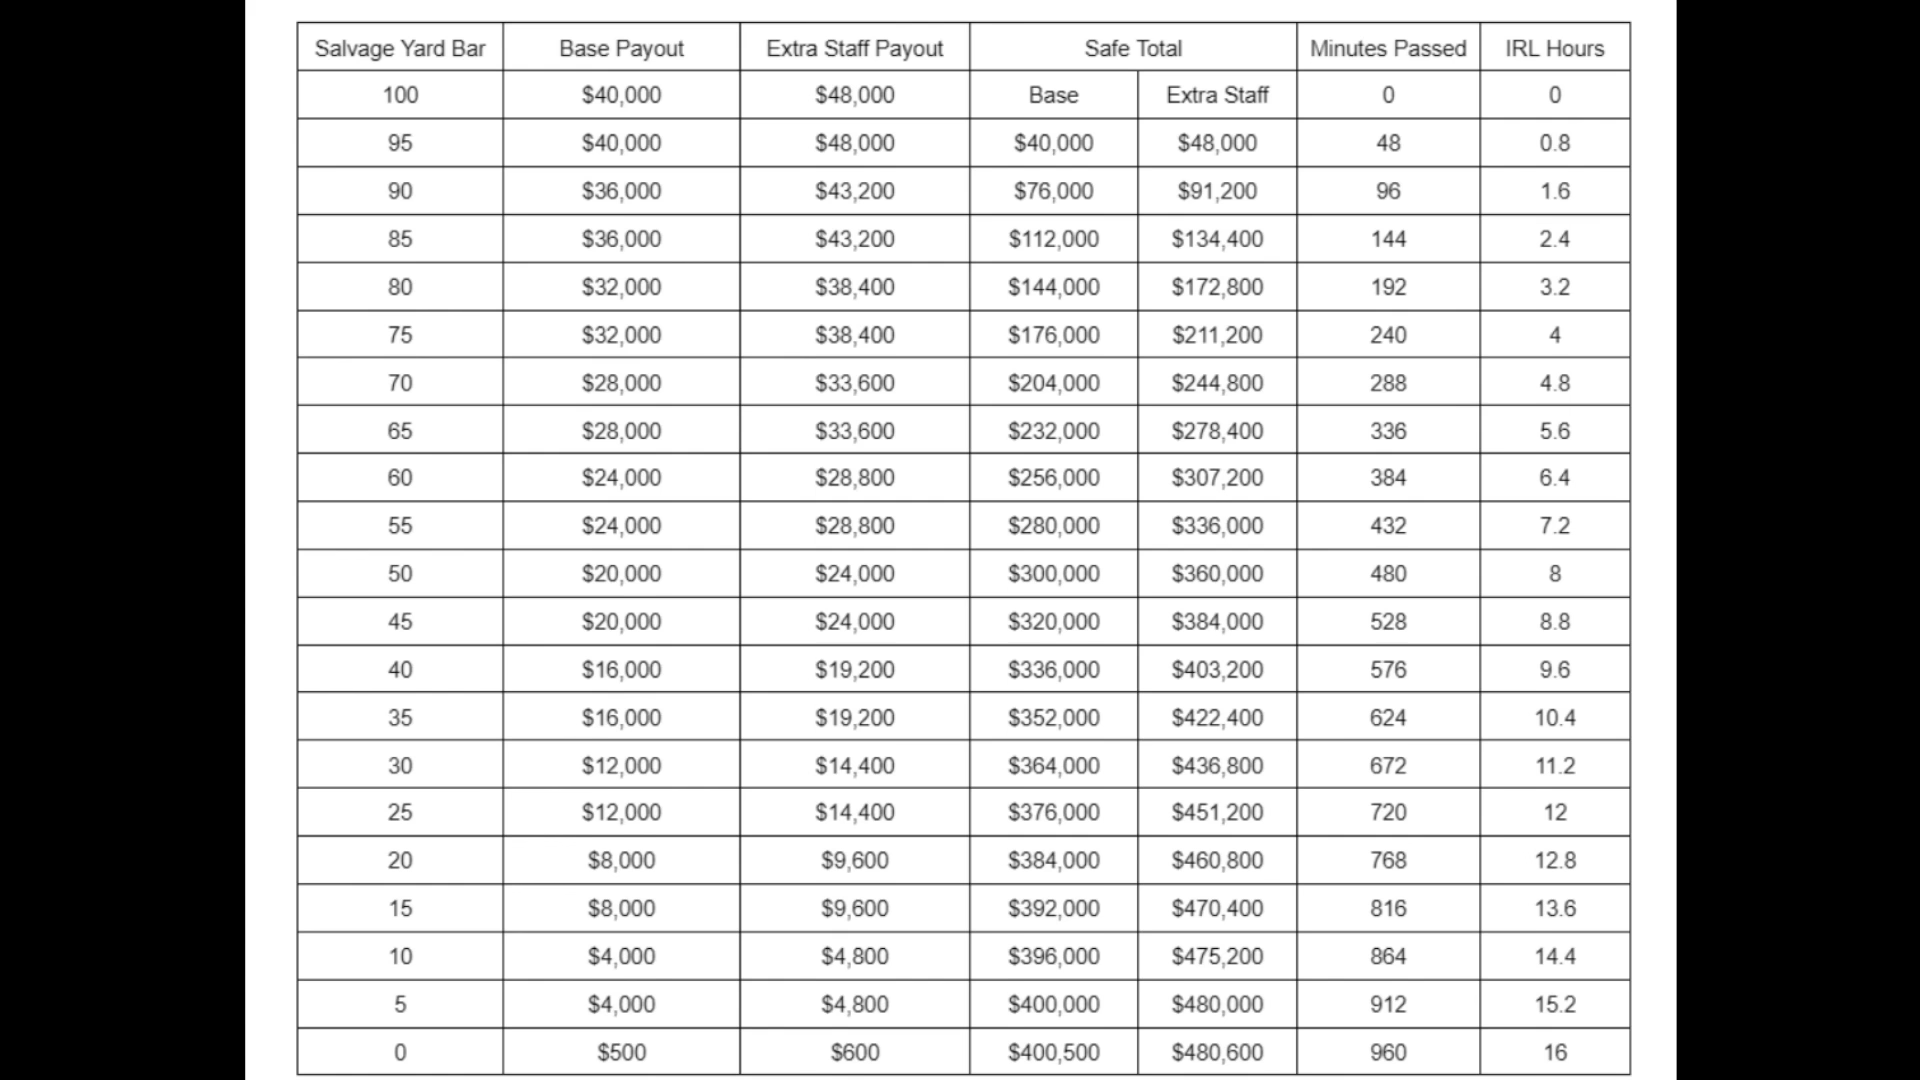 Salvage Yard Bar Base Payout Extra Staff Payout Safe Total Minutes Passed IRL Hours
100 $40,000 $48,000 Base Extra Staff 0 0
95 $40,000 $48,000 $40,000 $48,000 48 0.8
90 $36,000 $43,200 $76,000 $91,200 96 1.6
85 $36,000 $43,200 $112,000 $134,400 144 2.4
80 $32,000 $38,400 $144,000 $172,800 192 3.2
75 $32,000 $38,400 $176,000 $211,200 240 4
70 $28,000 $33,600 $204,000 $244,800 288 4.8
65 $28,000 $33,600 $232,000 $278,400 336 5.6
60 $24,000 $28,800 $256,000 $307,200 384 6.4
55 $24,000 $28,800 $280,000 $336,000 432 7.2
50 $20,000 $24,000 $300,000 $360,000 480 8
45 $20,000 $24,000 $320,000 $384,000 528 8.8
40 $16,000 $19,200 $336,000 $403,200 576 9.6
35 $16,000 $19,200 $352,000 $422,400 624 10.4
30 $12,000 $14,400 $364,000 $436,800 672 11.2
25 $12,000 $14,400 $376,000 $451,200 720 12
20 $8,000 $9,600 $384,000 $460,800 768 12.8
15 $8,000 $9,600 $392,000 $470,400 816 13.6
10 $4,000 $4,800 $396,000 $475,200 864 14.4
5 $4,000 $4,800 $400,000 $480,000 912 15.2
0 $500 $600 $400,500 $480,600 960 16